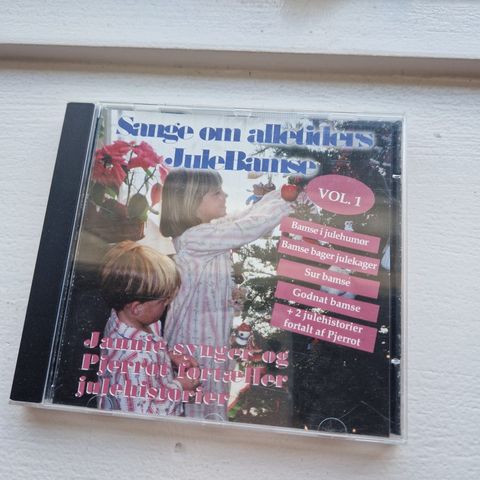 Sange om alletiders
JuleBamse
VOL. 1
Bamse i julehumør
Bamse bager julekager
Sur bamse
Godnat bamse
+ 2 julehistorier
fortalt af Pjerrot
Jannie synger og
Pjerrot fortæller
julehistorier